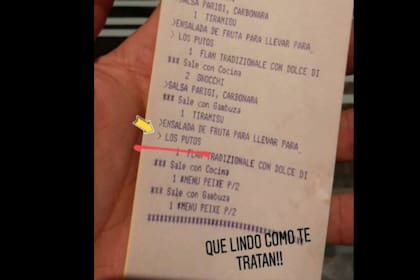 >SALSA PARIGI, CARBONARA
1 TIRAMISU
>ENSALADA DE FRUTA PARA LLEVAR PARA
> LOS PUTOS
1 FLAN TRADIZIONALE CON DOLCE DI
*** Sale con Cocina
2 GNOCCHI
>SALSA PARIGI, CARBONARA
*** Sale con Gambuza
1 TIRAMISU
>ENSALADA DE FRUTA PARA LLEVAR PARA
> LOS PUTOS
1 FLAN TRADIZIONALE CON DOLCE DI
*** Sale con Cocina
1 *MENU PEIXE P/2
*** Sale con Gambuza
1 *MENU PEIXE P/2
QUE LINDO COMO TE
TRATAN!!